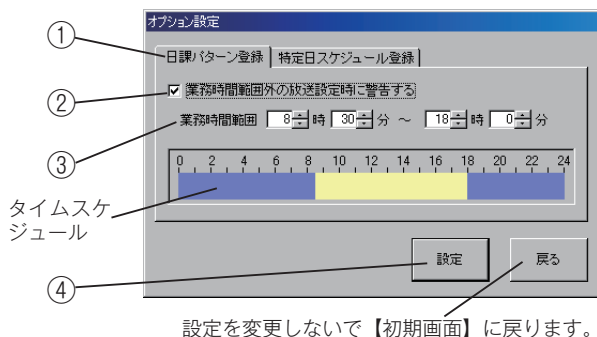 オプション設定
①
日課パターン登録 特定日スケジュール登録
②
業務時間範囲外の放送設定時に警告する
業務時間範囲 8 時 30 分 ～ 18 時 0 分
③
0 2 4 6 8 10 12 14 16 18 20 22 24
タイムスケ
ジュール
設定 戻る
④
設定を変更しないで【初期画面】に戻ります。